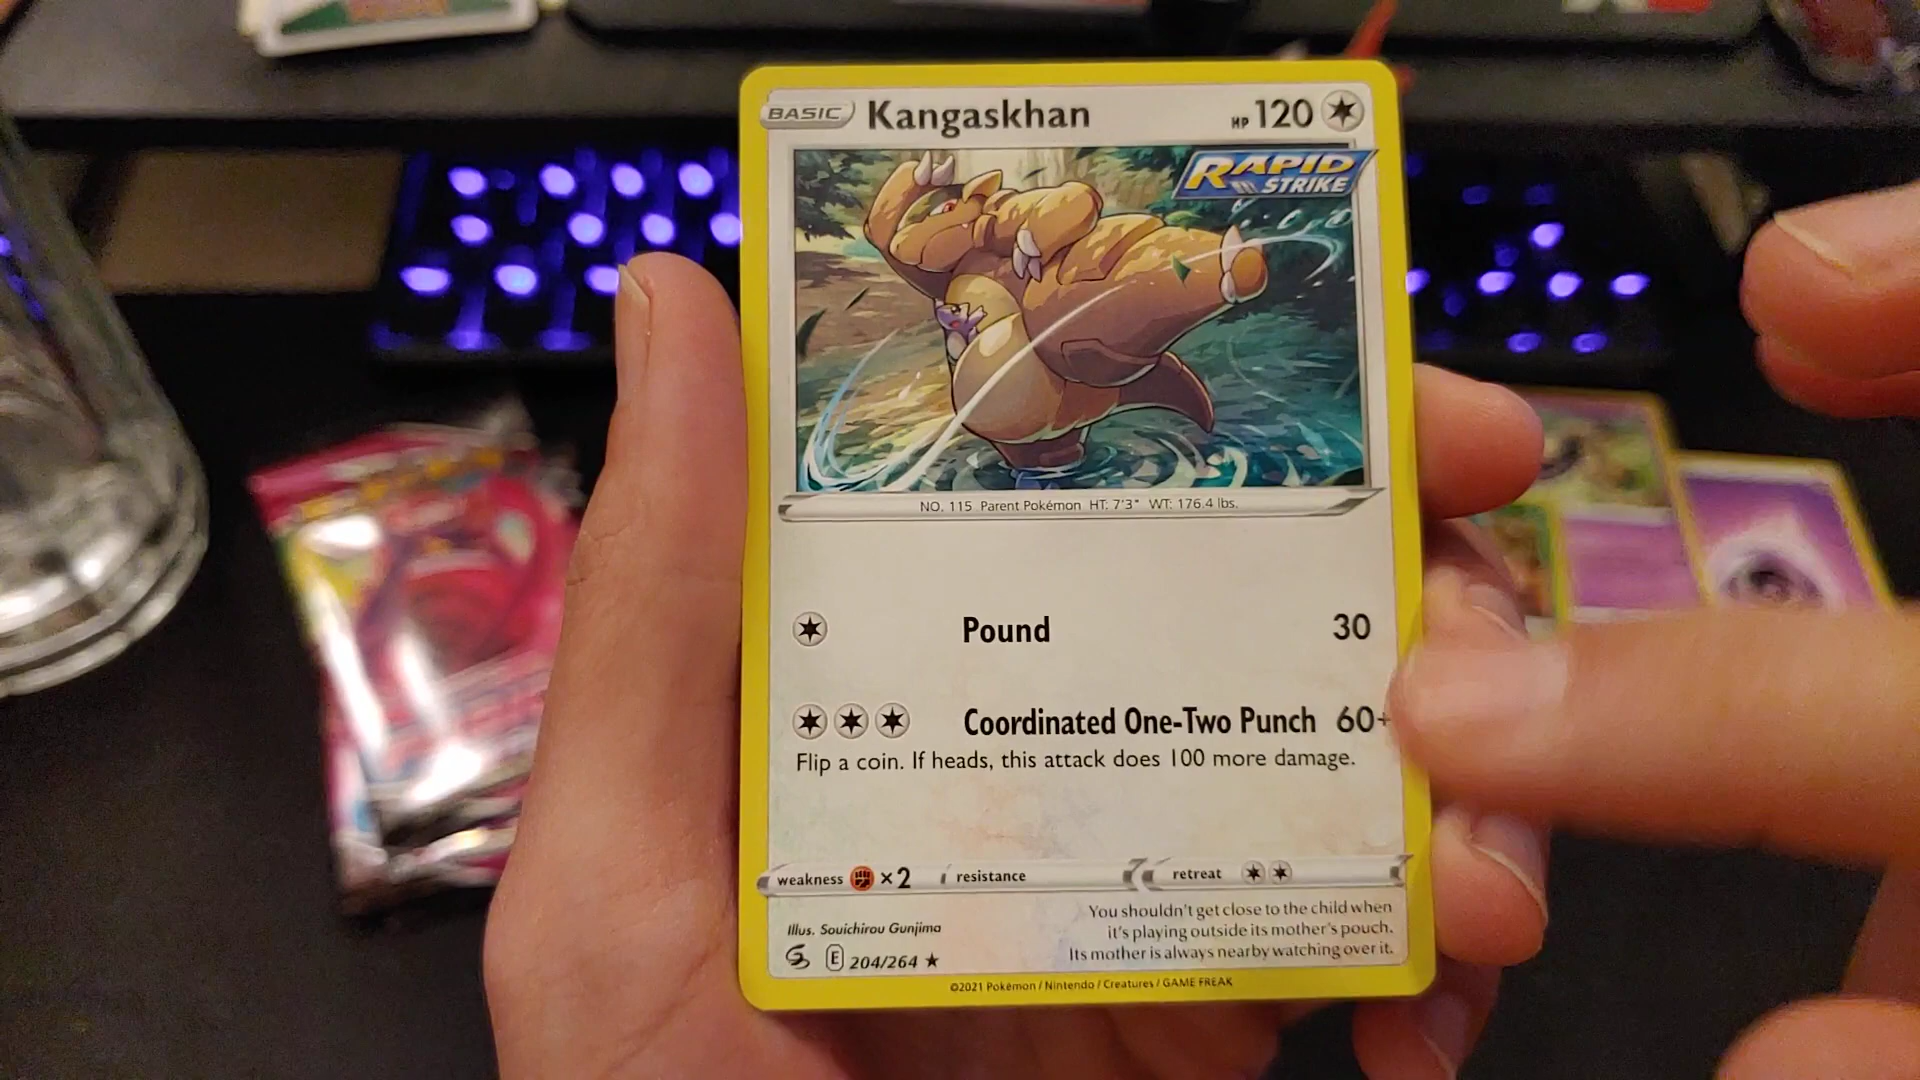 BASIC Kangaskhan HP 120
RAPID
STRIKE
NO. 115 Parent Pokémon HT: 7'3" WT: 176.4 lbs.
Pound 30
Coordinated One-Two Punch 60+
Flip a coin. If heads, this attack does 100 more damage.
weakness ×2 resistance retreat
You shouldn't get close to the child when
it's playing outside its mother's pouch.
Its mother is always nearby watching over it.
Illus. Souichirou Gunjima
E 204/264 ★
©2021 Pokémon / Nintendo / Creatures / GAME FREAK